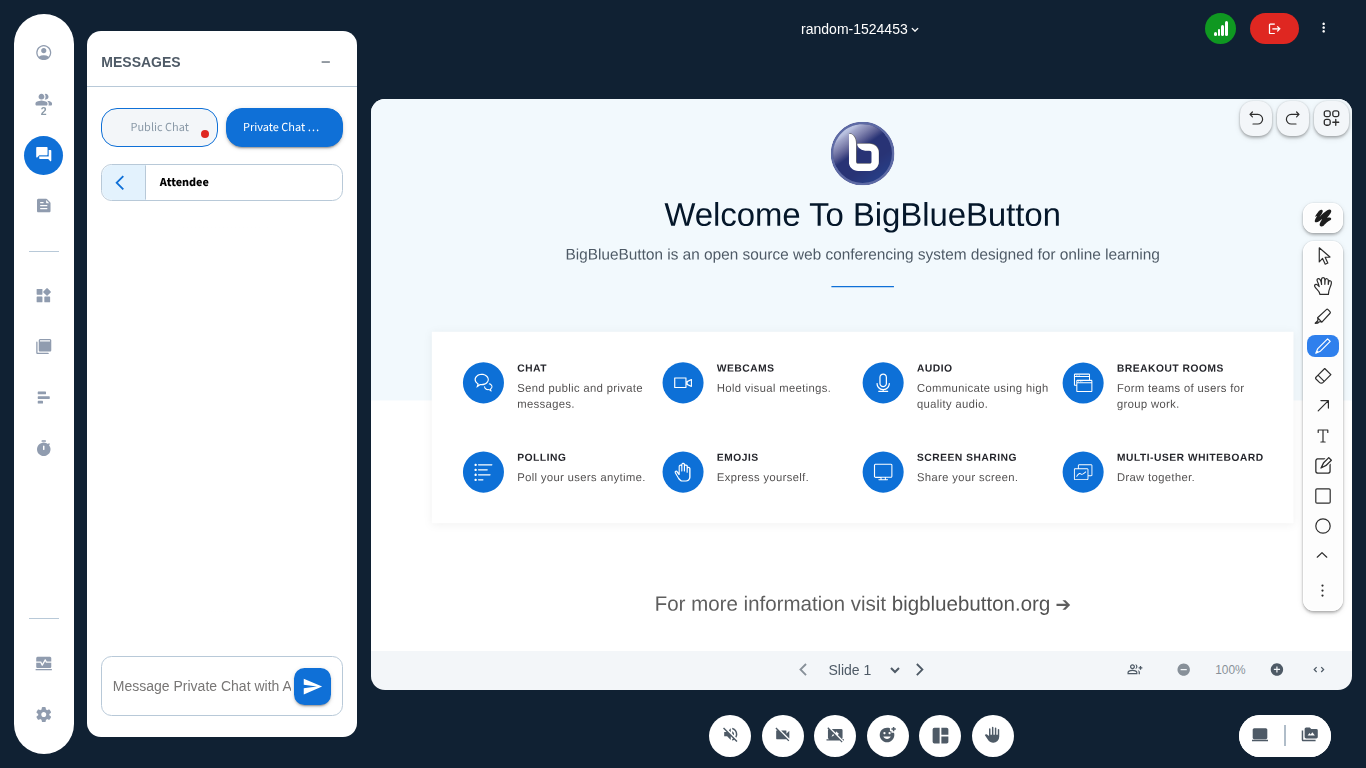 random-1524453
MESSAGES
2
Public Chat
Private Chat ...
Attendee
Message Private Chat with A
Welcome To BigBlueButton
BigBlueButton is an open source web conferencing system designed for online learning
CHAT
Send public and private
messages.
WEBCAMS
Hold visual meetings.
AUDIO
Communicate using high
quality audio.
BREAKOUT ROOMS
Form teams of users for
group work.
POLLING
Poll your users anytime.
EMOJIS
Express yourself.
SCREEN SHARING
Share your screen.
MULTI-USER WHITEBOARD
Draw together.
For more information visit bigbluebutton.org ➔
Slide 1
100%